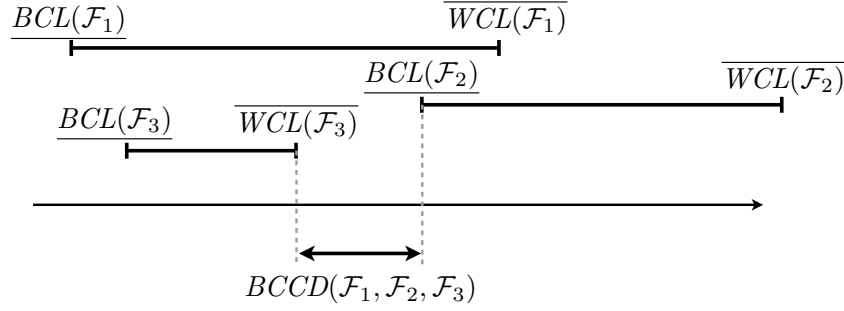 BCL(ℱ₁) WCL(ℱ₁)
BCL(ℱ₂) WCL(ℱ₂)
BCL(ℱ₃) WCL(ℱ₃)
BCCD(ℱ₁, ℱ₂, ℱ₃)